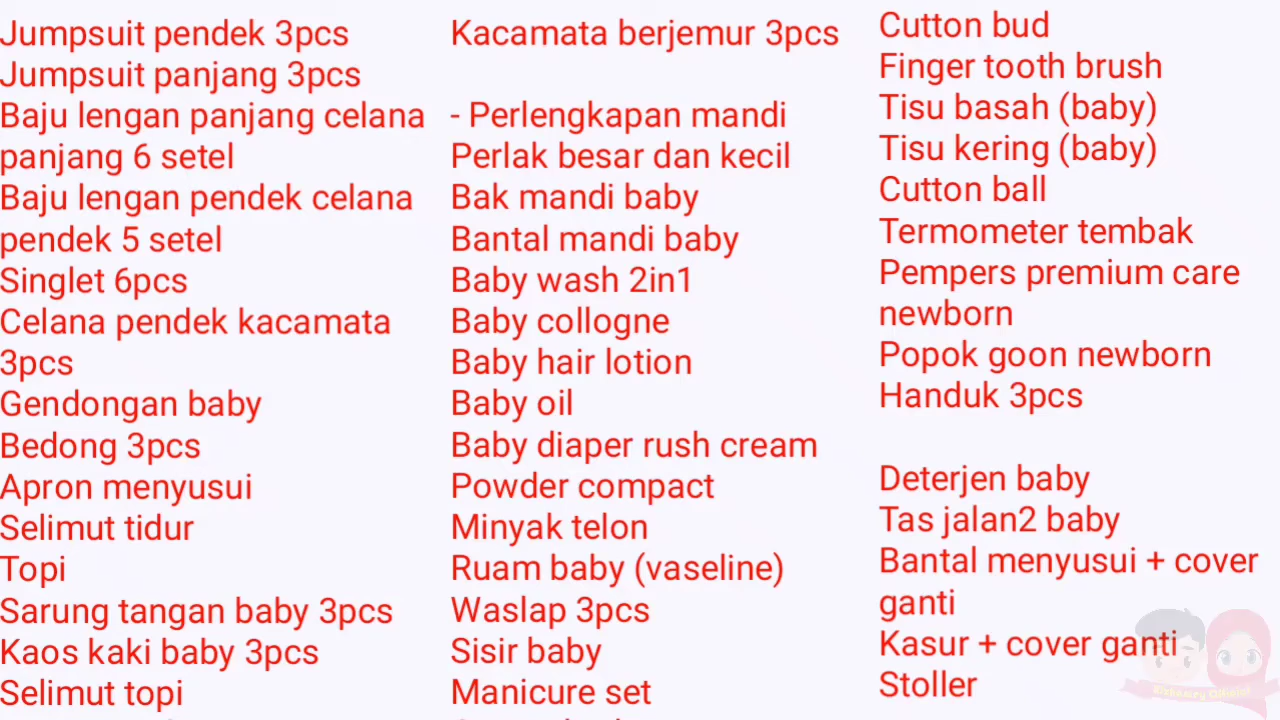 Jumpsuit pendek 3pcs
Jumpsuit panjang 3pcs
Baju lengan panjang celana
panjang 6 setel
Baju lengan pendek celana
pendek 5 setel
Singlet 6pcs
Celana pendek kacamata
3pcs
Gendongan baby
Bedong 3pcs
Apron menyusui
Selimut tidur
Topi
Sarung tangan baby 3pcs
Kaos kaki baby 3pcs
Selimut topi
Kacamata berjemur 3pcs
- Perlengkapan mandi
Perlak besar dan kecil
Bak mandi baby
Bantal mandi baby
Baby wash 2in1
Baby collogne
Baby hair lotion
Baby oil
Baby diaper rush cream
Powder compact
Minyak telon
Ruam baby (vaseline)
Waslap 3pcs
Sisir baby
Manicure set
Cutton bud
Finger tooth brush
Tisu basah (baby)
Tisu kering (baby)
Cutton ball
Termometer tembak
Pempers premium care
newborn
Popok goon newborn
Handuk 3pcs
Deterjen baby
Tas jalan2 baby
Bantal menyusui + cover
ganti
Kasur + cover ganti
Stoller